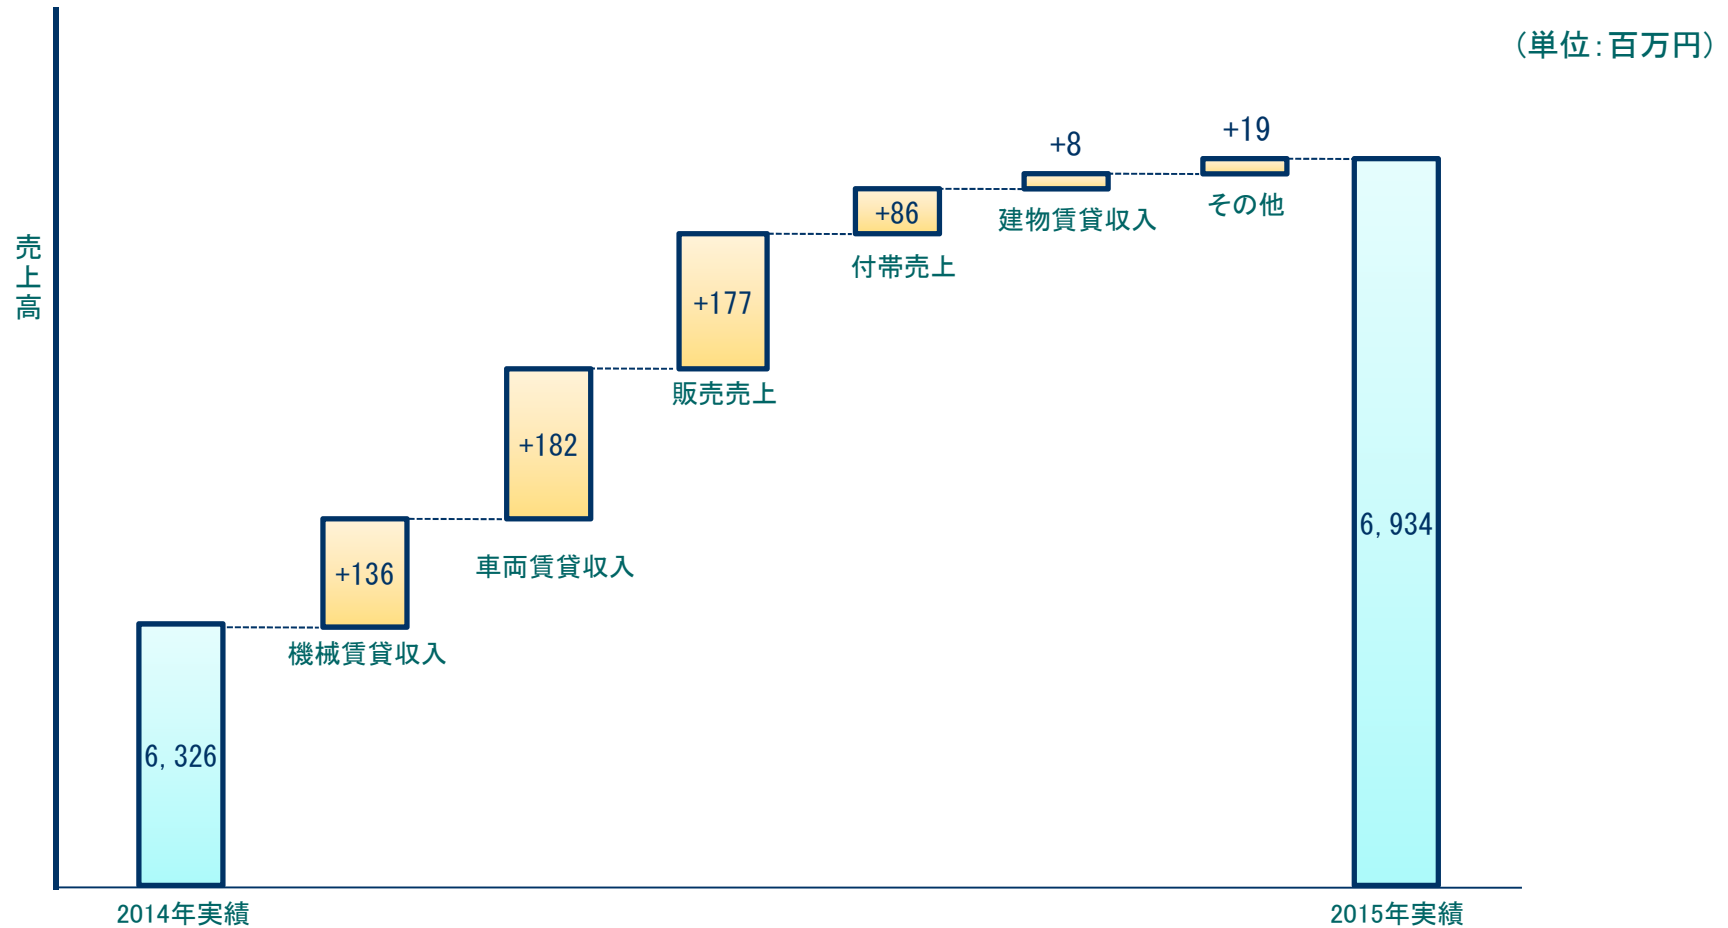 （単位：百万円）
売上高
+19
+8
その他
+86
建物賃貸収入
付帯売上
+177
販売売上
+182
車両賃貸収入
+136
機械賃貸収入
6,326
6,934
2014年実績
2015年実績